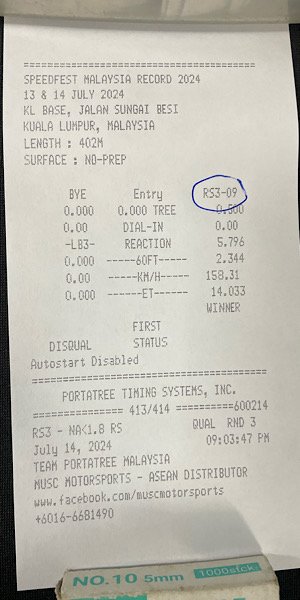 ==========================================
SPEEDFEST MALAYSIA RECORD 2024
13 & 14 JULY 2024
KL BASE, JALAN SUNGAI BESI
KUALA LUMPUR, MALAYSIA
LENGTH : 402M
SURFACE : NO-PREP
BYE Entry RS3-09
0.000 0.000 TREE 0.500
0.00 DIAL-IN 0.00
-LB3- REACTION 5.796
0.000 -----60FT----- 2.344
0.00 -----KM/H----- 158.31
0.000 ------ET------ 14.033
WINNER
FIRST
DISQUAL STATUS
Autostart Disabled
==========================================
PORTATREE TIMING SYSTEMS, INC.
================ 413/414 ==========600214
RS3 - NA<1.8 RS QUAL RND 3
July 14, 2024 09:03:47 PM
TEAM PORTATREE MALAYSIA
MUSC MOTORSPORTS - ASEAN DISTRIBUTOR
www.facebook.com/muscmotorsports
+6016-6681490
NO.10 5mm 1000stck.